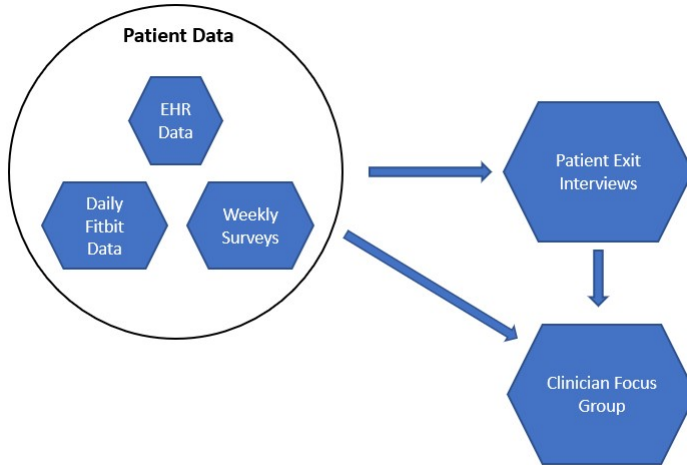 Patient Data
EHR
Data
Daily
Fitbit
Data
Weekly
Surveys
Patient Exit
Interviews
Clinician Focus
Group